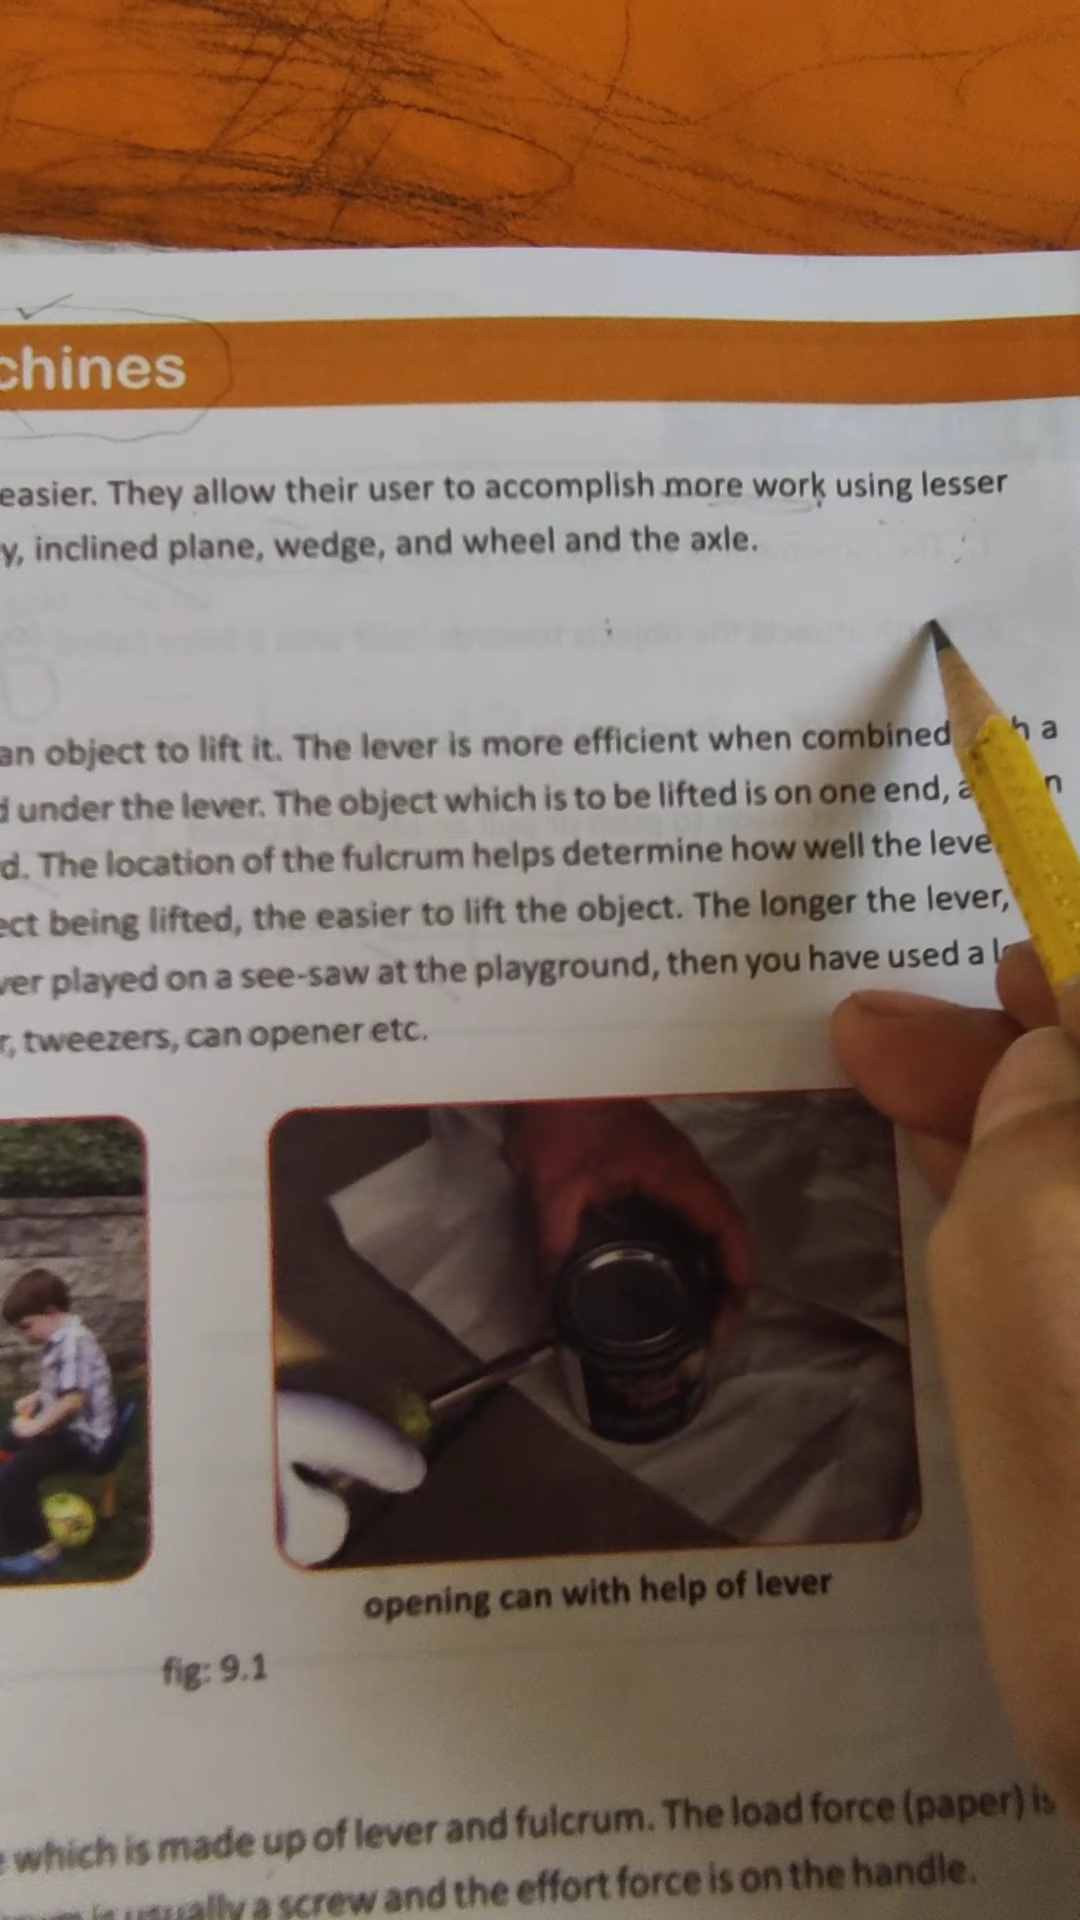 chines
easier. They allow their user to accomplish more work using lesser
y, inclined plane, wedge, and wheel and the axle.
an object to lift it. The lever is more efficient when combined a
under the lever. The object which is to be lifted is on one end,
d. The location of the fulcrum helps determine how well the leve
ect being lifted, the easier to lift the object. The longer the lever,
ver played on a see-saw at the playground, then you have used a
r, tweezers, can opener etc.
opening can with help of lever
fig: 9.1
which is made up of lever and fulcrum. The load force (paper) is
is usually a screw and the effort force is on the handle.